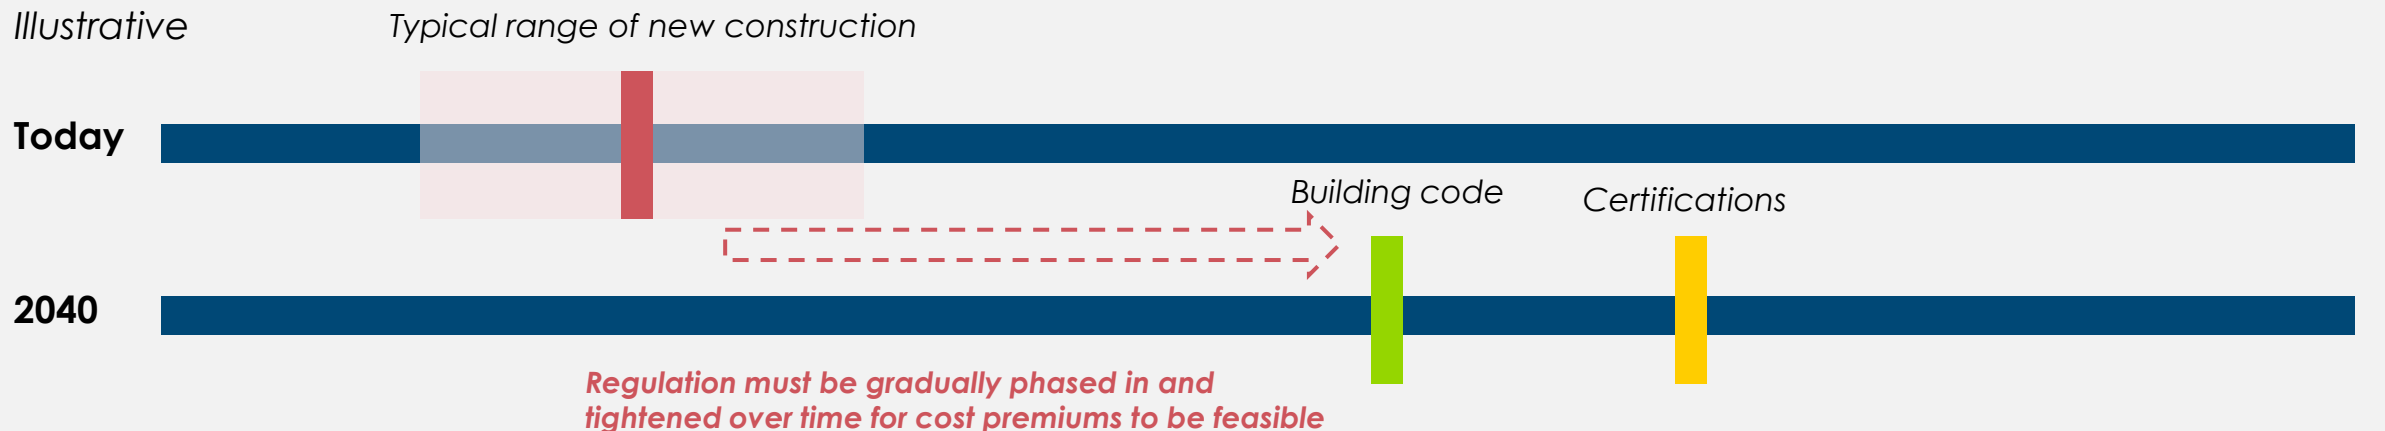 Illustrative
Typical range of new construction
Today
Building code
Certifications
2040
Regulation must be gradually phased in and
tightened over time for cost premiums to be feasible